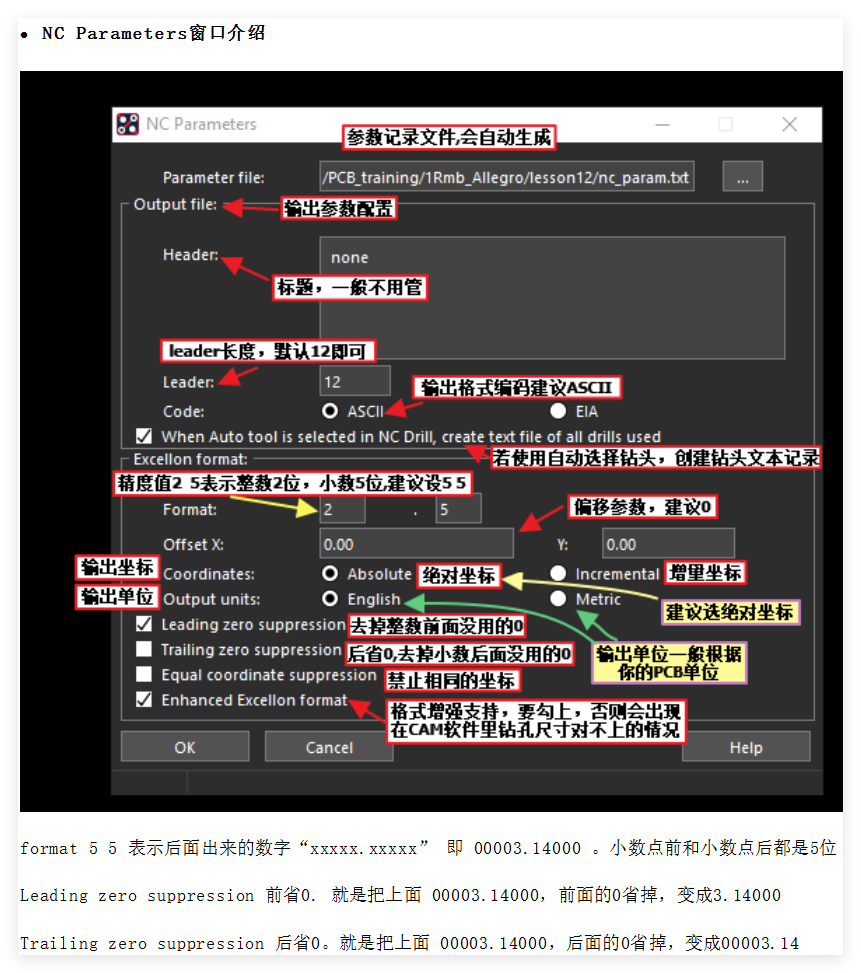 • NC Parameters窗口介绍
NC Parameters
参数记录文件,会自动生成
Parameter file:
/PCB_training/1Rmb_Allegro/lesson12/nc_param.txt
...
Output file:
输出参数配置
Header:
none
标题，一般不用管
leader长度，默认12即可
Leader:
12
输出格式编码建议ASCII
Code:
ASCII
EIA
When Auto tool is selected in NC Drill, create text file of all drills used
若使用自动选择钻头，创建钻头文本记录
Excellon format:
精度值2 5表示整数2位，小数5位,建议设5 5
Format:
2
.
5
偏移参数，建议0
Offset X:
0.00
Y:
0.00
输出坐标
Coordinates:
Absolute
绝对坐标
Incremental
增里坐标
输出单位
Output units:
English
Metric
建议选绝对坐标
Leading zero suppression
去掉整数前面没用的0
Trailing zero suppression
后省0,去掉小数后面没用的0
输出单位一般根据
你的PCB单位
Equal coordinate suppression
禁止相同的坐标
Enhanced Excellon format
格式增强支持，要勾上，否则会出现
在CAM软件里钻孔尺寸对不上的情况
OK
Cancel
Help
format 5 5 表示后面出来的数字“xxxxx.xxxxx” 即 00003.14000 。小数点前和小数点后都是5位
Leading zero suppression 前省0. 就是把上面 00003.14000，前面的0省掉，变成3.14000
Trailing zero suppression 后省0。就是把上面 00003.14000，后面的0省掉，变成00003.14